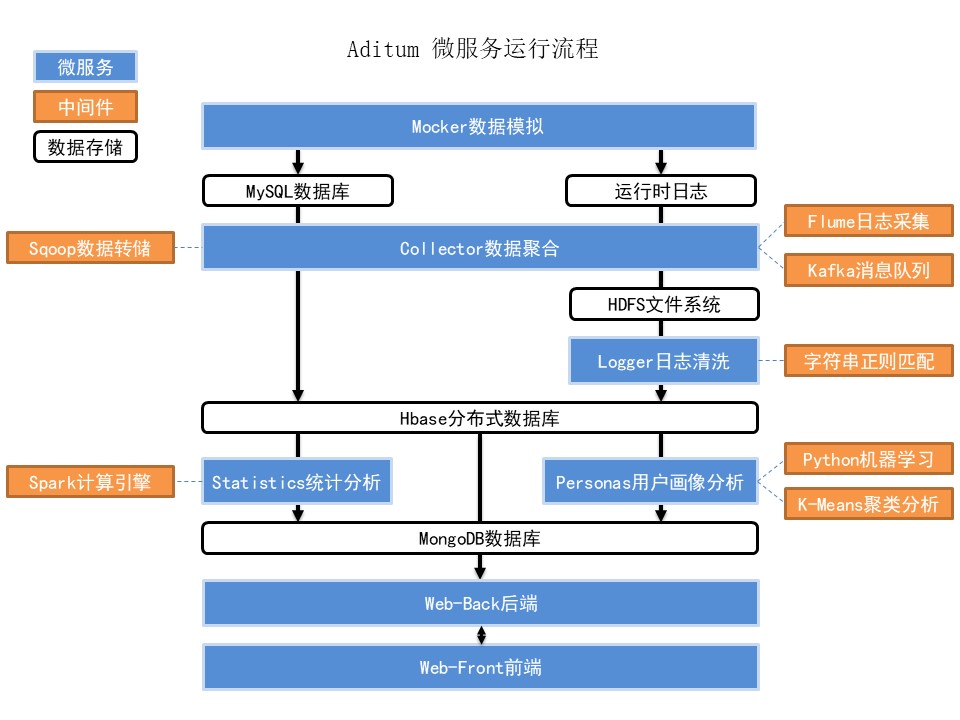 Aditum 微服务运行流程
微服务
中间件
数据存储
Mocker数据模拟
MySQL数据库
运行时日志
Sqoop数据转储
Collector数据聚合
Flume日志采集
Kafka消息队列
HDFS文件系统
Logger日志清洗
字符串正则匹配
Hbase分布式数据库
Spark计算引擎
Statistics统计分析
Personas用户画像分析
Python机器学习
K-Means聚类分析
MongoDB数据库
Web-Back后端
Web-Front前端